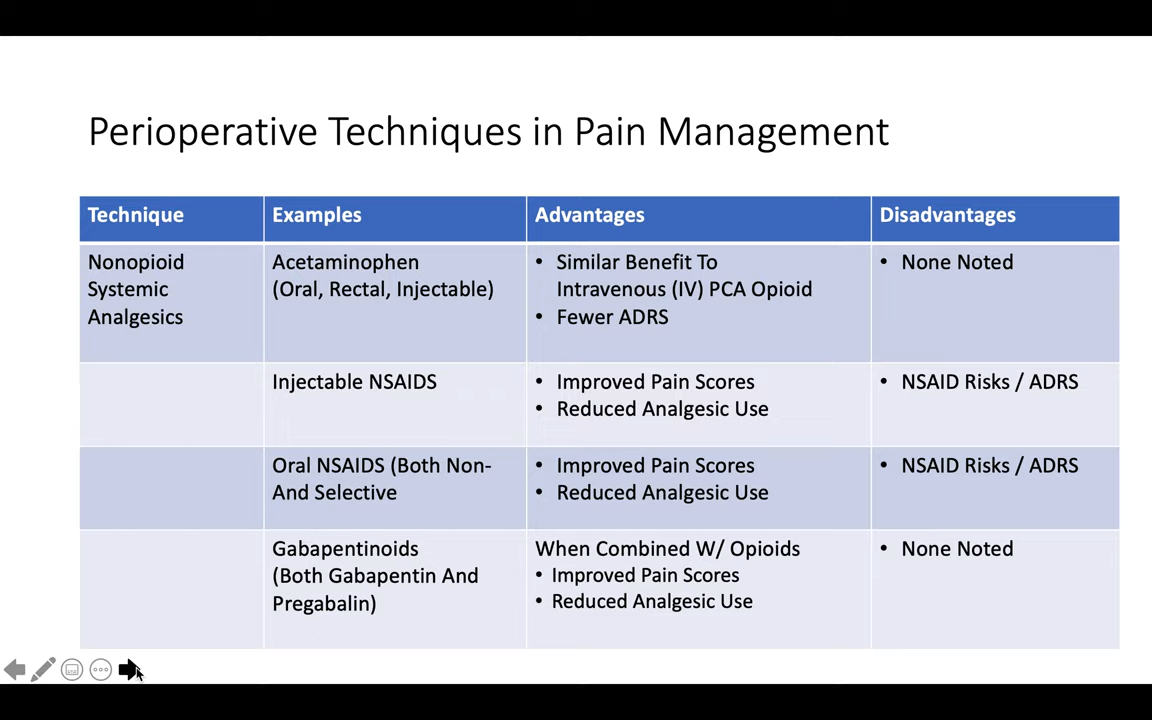 Perioperative Techniques in Pain Management
Technique
Examples
Advantages
Disadvantages
Nonopioid
Systemic
Analgesics
Acetaminophen
(Oral, Rectal, Injectable)
• Similar Benefit To
Intravenous (IV) PCA Opioid
• Fewer ADRS
• None Noted
Injectable NSAIDS
• Improved Pain Scores
• Reduced Analgesic Use
• NSAID Risks / ADRS
Oral NSAIDS (Both Non-
And Selective
• Improved Pain Scores
• Reduced Analgesic Use
• NSAID Risks / ADRS
Gabapentinoids
(Both Gabapentin And
Pregabalin)
When Combined W/ Opioids
• Improved Pain Scores
• Reduced Analgesic Use
• None Noted